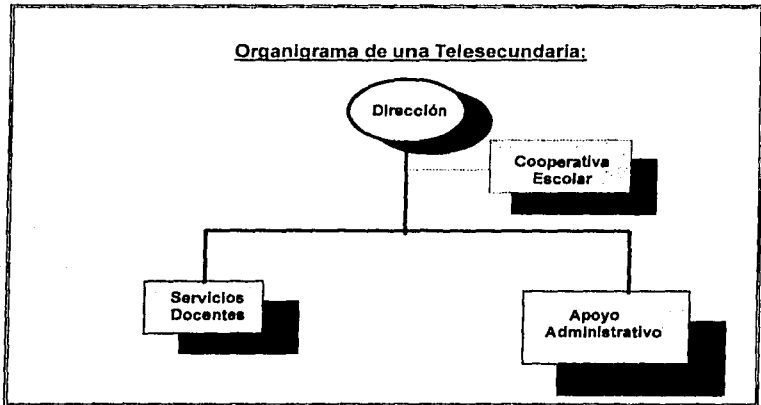 Organigrama de una Telesecundaria:
Dirección
Cooperativa
Escolar
Servicios
Docentes
Apoyo
Administrativo